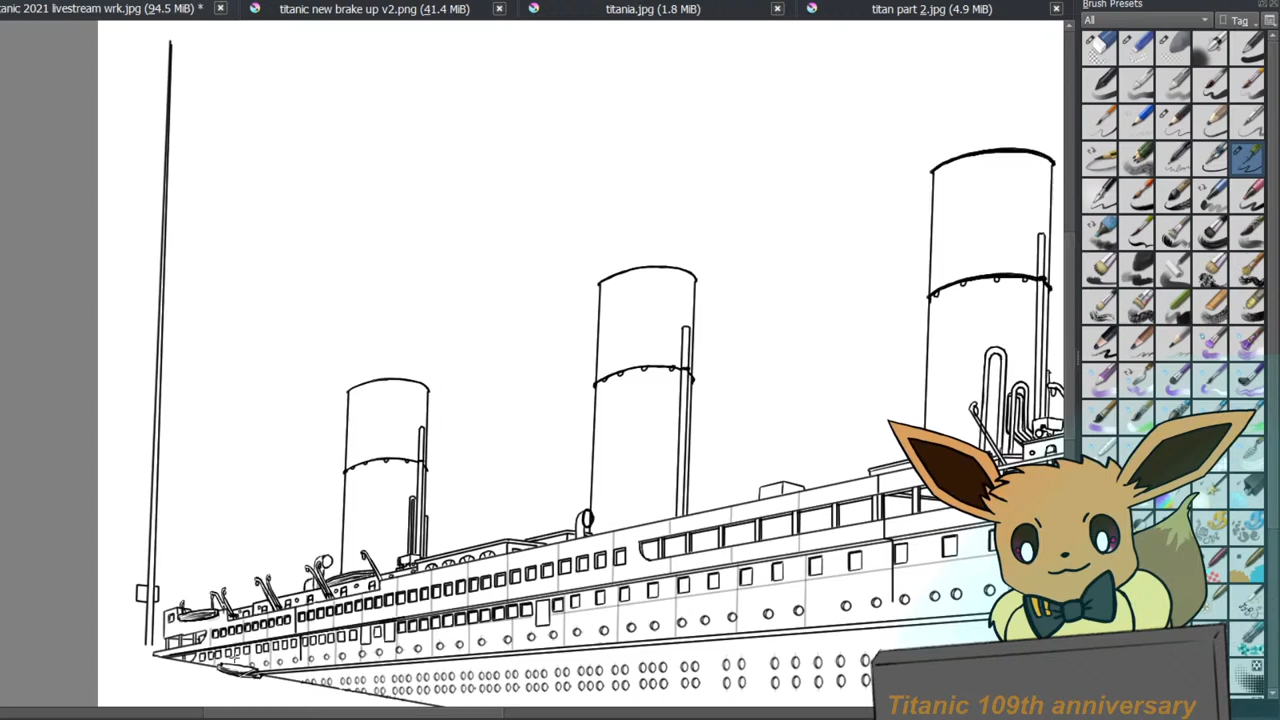 tanic 2021 livestream wrk.jpg (94.5 MiB) * titanic new brake up v2.png (41.4 MiB) titania.jpg (1.8 MiB) titan part 2.jpg (4.9 MiB)
Brush Presets
All Tag
Titanic 109th anniversary